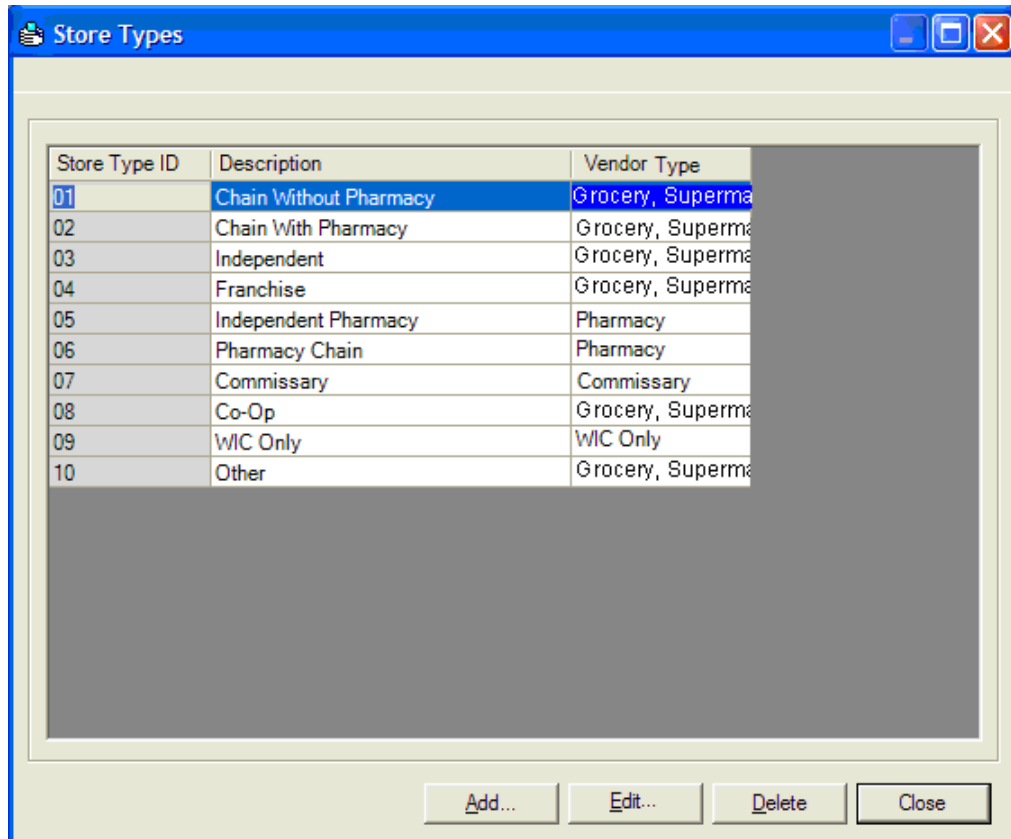 Store Types
Store Type ID Description Vendor Type
01 Chain Without Pharmacy Grocery, Superma
02 Chain With Pharmacy Grocery, Superma
03 Independent Grocery, Superma
04 Franchise Grocery, Superma
05 Independent Pharmacy Pharmacy
06 Pharmacy Chain Pharmacy
07 Commissary Commissary
08 Co-Op Grocery, Superma
09 WIC Only WIC Only
10 Other Grocery, Superma
Add... Edit... Delete Close